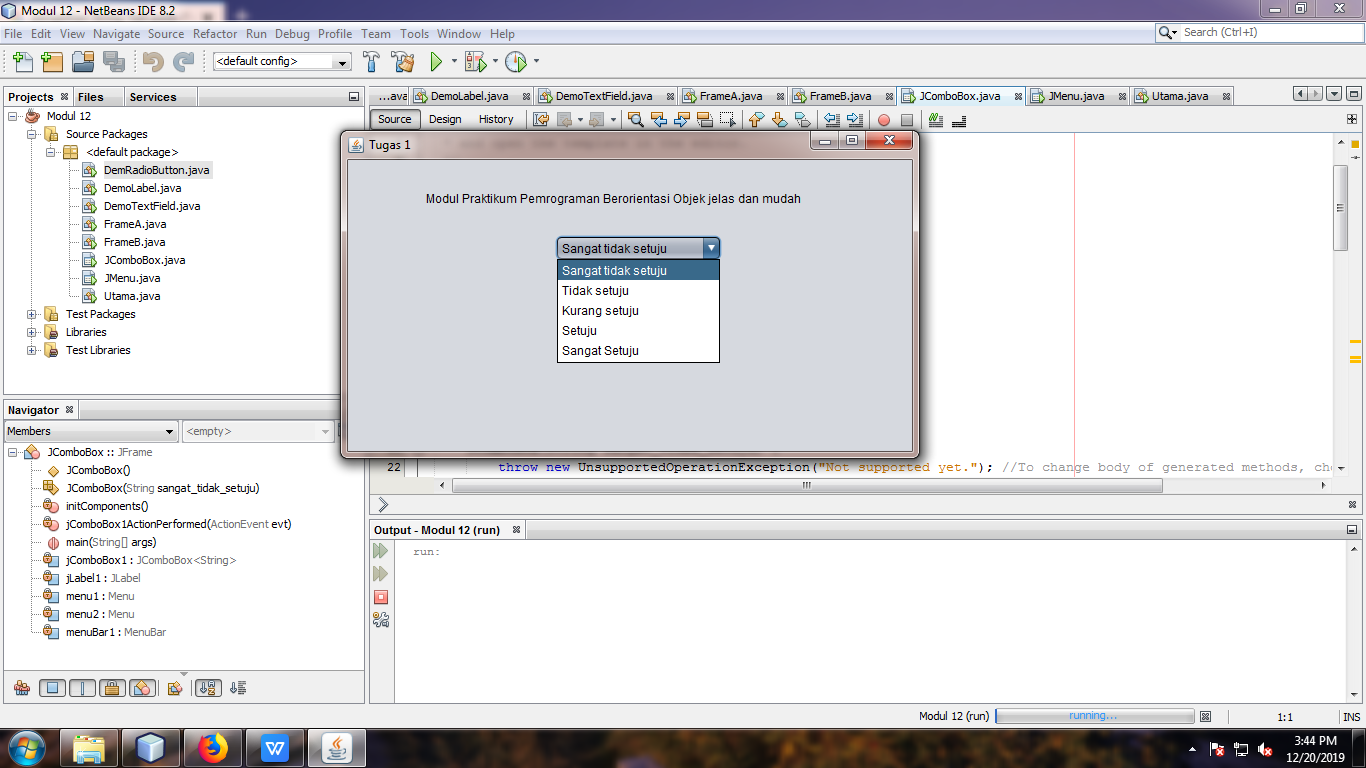 Modul 12 - NetBeans IDE 8.2
File Edit View Navigate Source Refactor Run Debug Profile Team Tools Window Help
Search (Ctrl+I)
<default config>
Projects Files Services
Modul 12
Source Packages
<default package>
DemRadioButton.java
DemoLabel.java
DemoTextField.java
FrameA.java
FrameB.java
JComboBox.java
JMenu.java
Utama.java
Test Packages
Libraries
Test Libraries
...ava DemoLabel.java DemoTextField.java FrameA.java FrameB.java JComboBox.java JMenu.java Utama.java
Source Design History
Tugas 1
Modul Praktikum Pemrograman Berorientasi Objek jelas dan mudah
Sangat tidak setuju
Sangat tidak setuju
Tidak setuju
Kurang setuju
Setuju
Sangat Setuju
22 throw new UnsupportedOperationException("Not supported yet."); //To change body of generated methods, cho
Navigator
Members <empty>
JComboBox :: JFrame
JComboBox()
JComboBox(String sangat_tidak_setuju)
initComponents()
jComboBox1ActionPerformed(ActionEvent evt)
main(String[] args)
jComboBox1 : JComboBox<String>
jLabel1 : JLabel
menu1 : Menu
menu2 : Menu
menuBar1 : MenuBar
Output - Modul 12 (run)
run:
Modul 12 (run) running... 1:1 INS
3:44 PM
12/20/2019